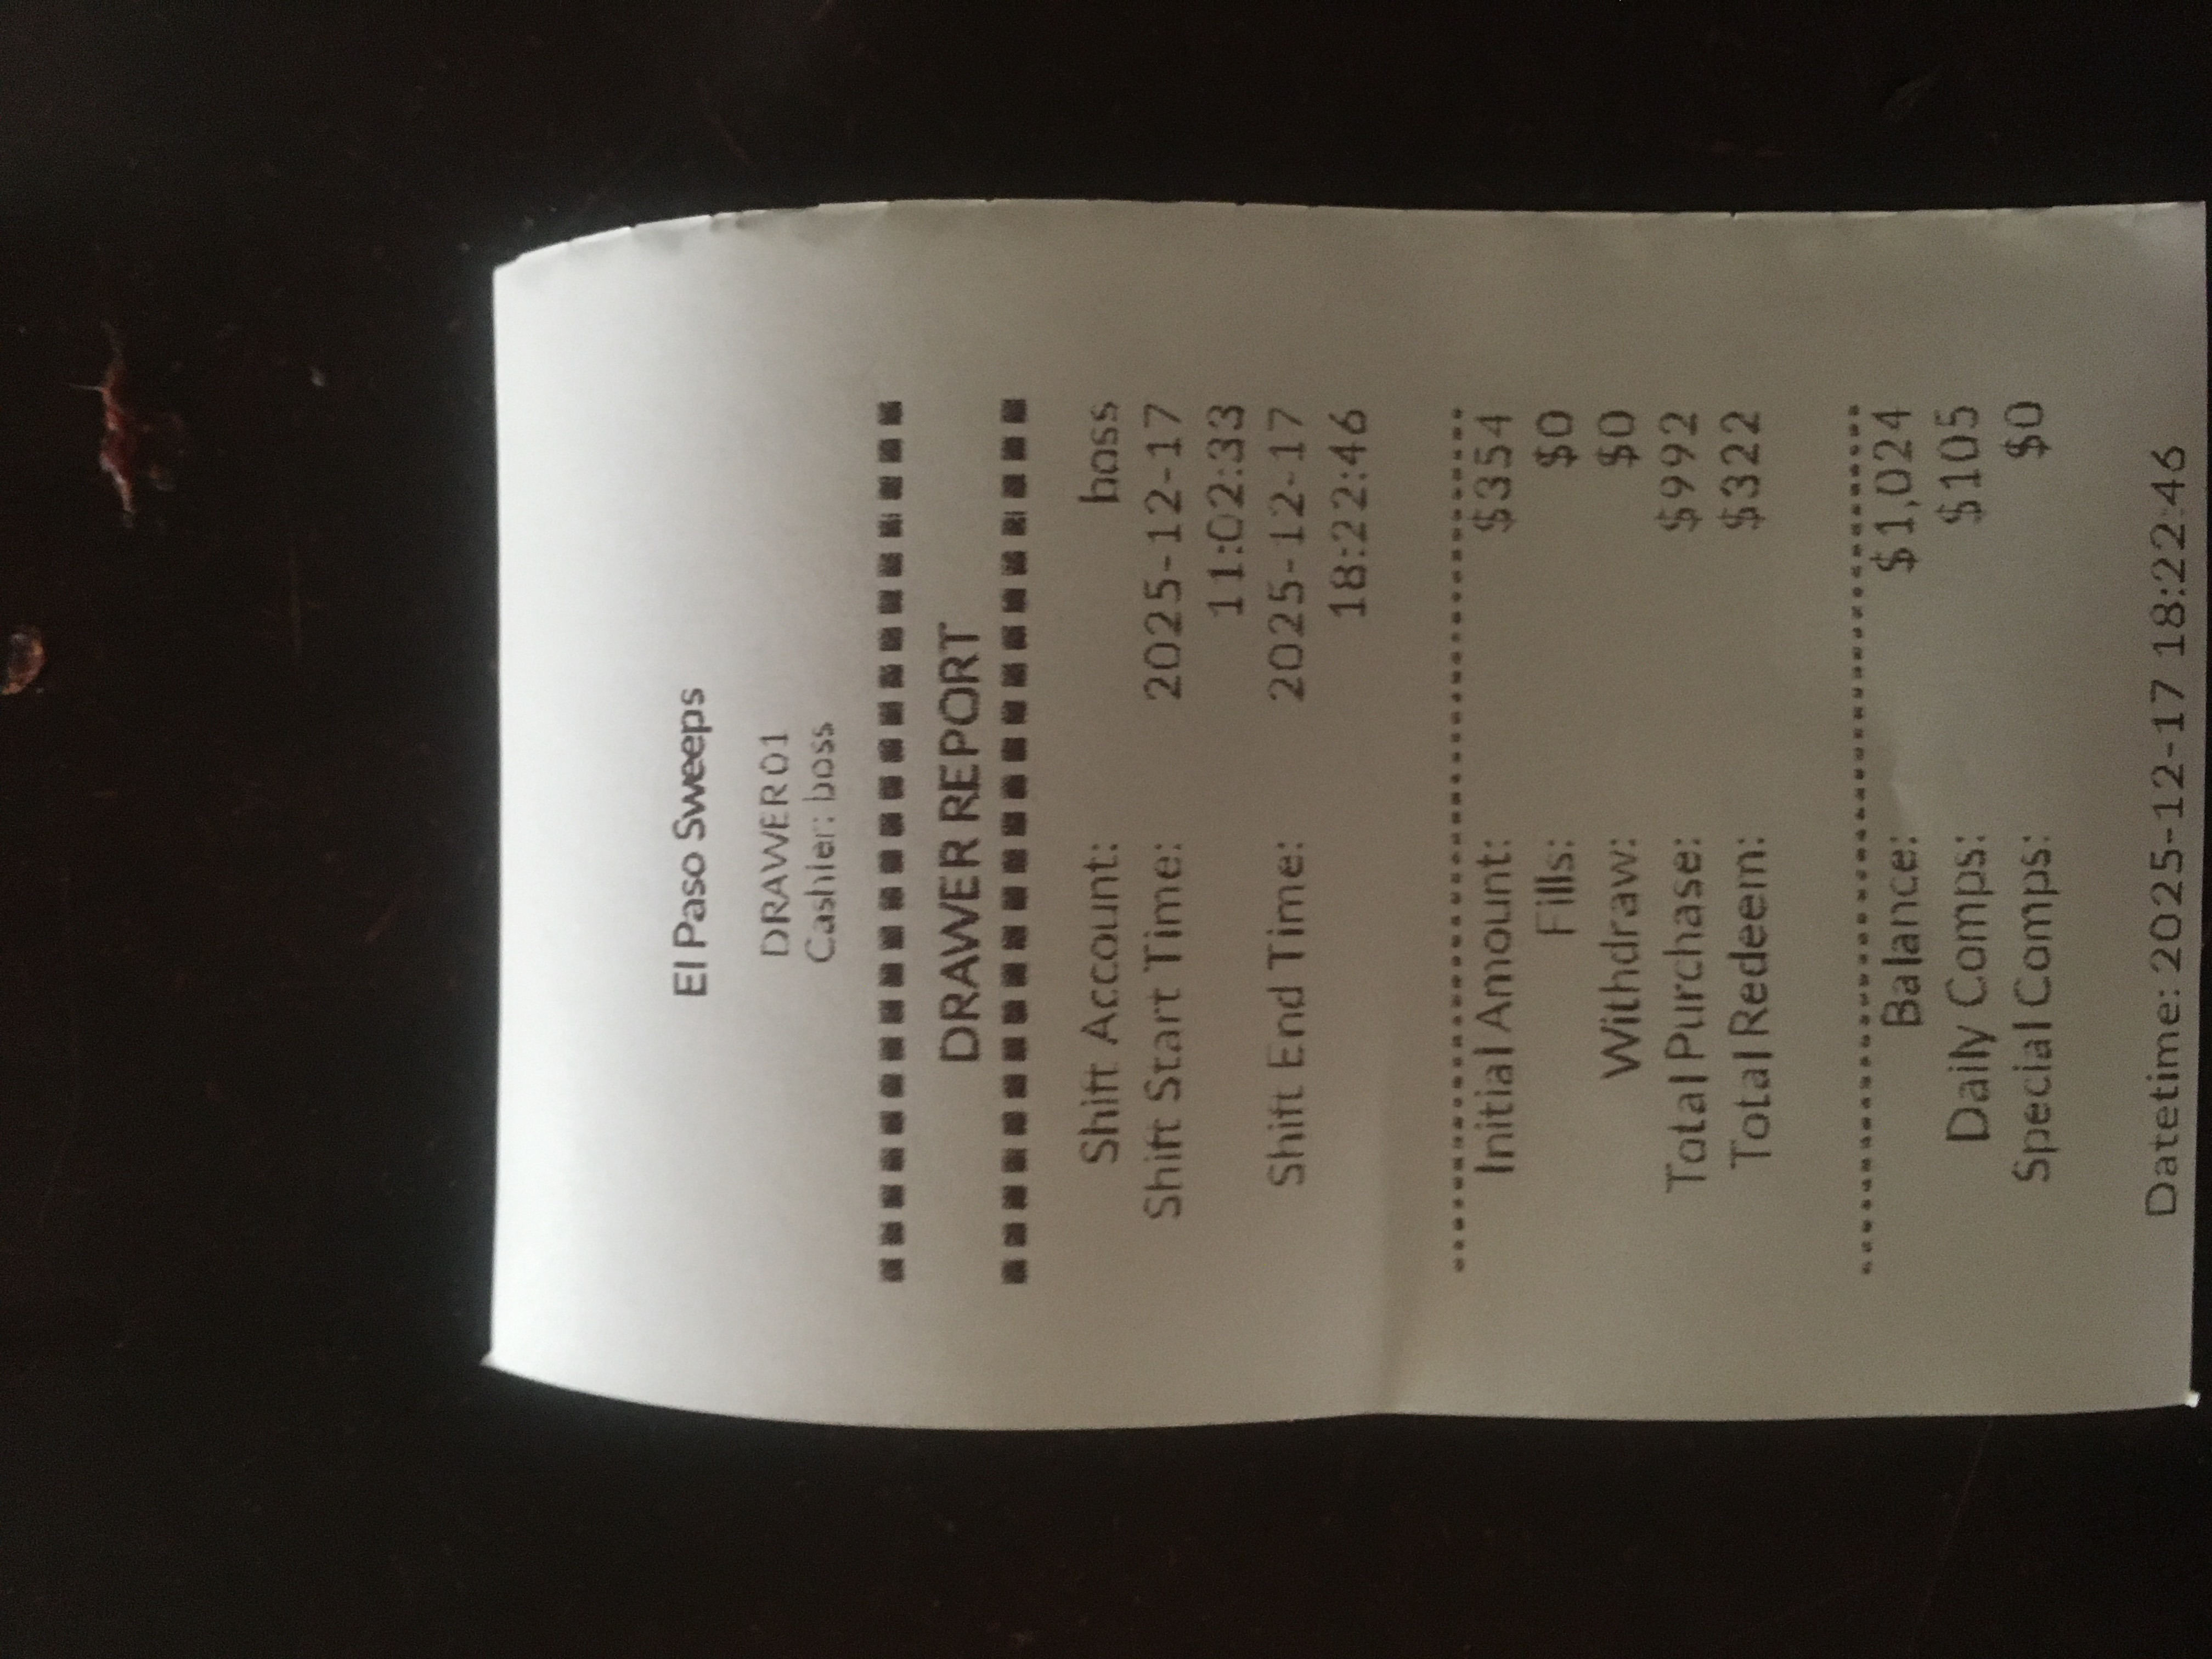 El Paso Sweeps
DRAWER01
Cashier: boss
DRAWER REPORT
Shift Account: boss
Shift Start Time: 2025-12-17
11:02:33
Shift End Time: 2025-12-17
18:22:46
Initial Amount: $354
Fills: $0
Withdraw: $0
Total Purchase: $992
Total Redeem: $322
Balance: $1,024
Daily Comps: $105
Special Comps: $0
Datetime: 2025-12-17 18:22:46